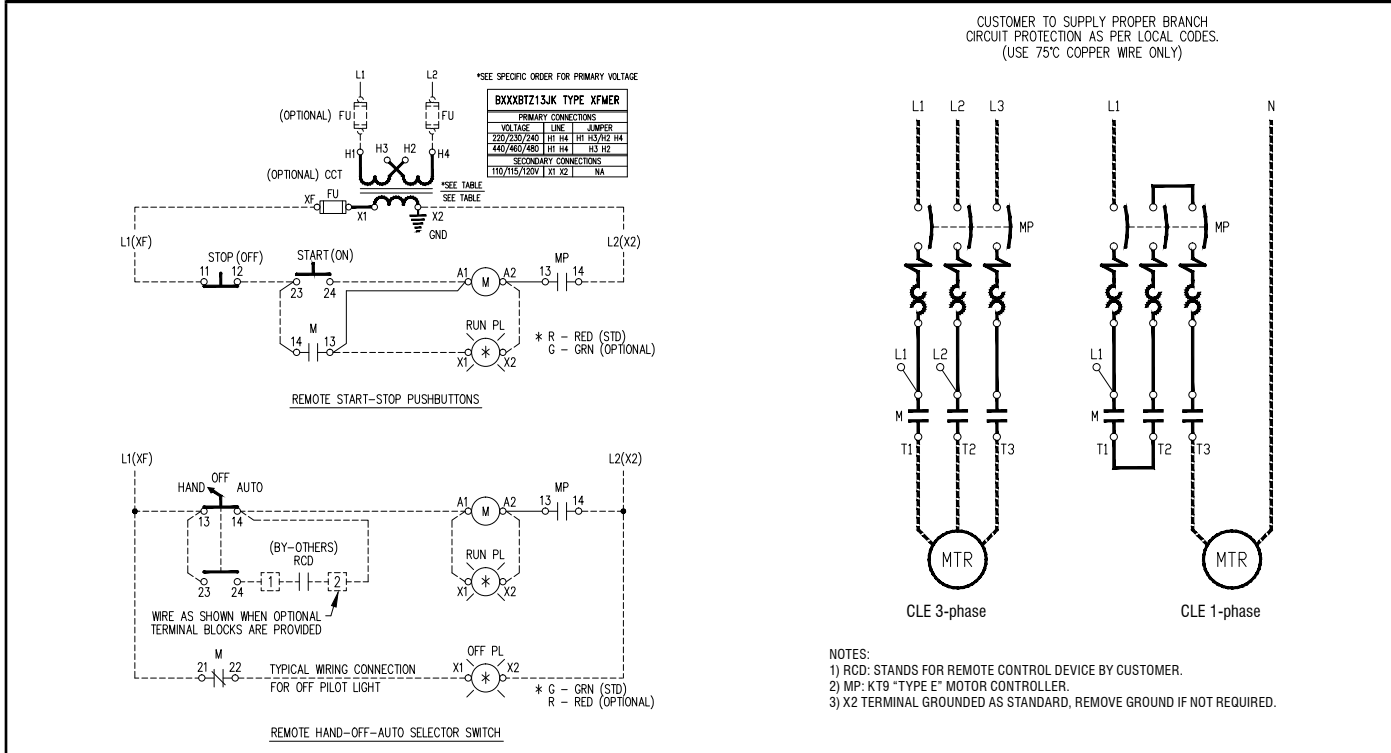 CUSTOMER TO SUPPLY PROPER BRANCH
CIRCUIT PROTECTION AS PER LOCAL CODES.
(USE 75°C COPPER WIRE ONLY)
L1 L2
*SEE SPECIFIC ORDER FOR PRIMARY VOLTAGE
BXXXBTZ13JK TYPE XFMER
PRIMARY CONNECTIONS
VOLTAGE LINE JUMPER
220/230/240 H1 H4 H1 H3/H2 H4
440/460/480 H1 H4 H3 H2
SECONDARY CONNECTIONS
110/115/120V X1 X2 NA
(OPTIONAL) FU FU
H1 H3 H2 H4
(OPTIONAL) CCT
*SEE TABLE
SEE TABLE
XF FU X1 X2
GND
L1(XF) L2(X2)
STOP (OFF) START (ON) MP
11 12 23 24 A1 M A2 13 14
M
14 13
RUN PL
X1 * X2
* R – RED (STD)
G – GRN (OPTIONAL)
REMOTE START–STOP PUSHBUTTONS
L1(XF) L2(X2)
HAND OFF AUTO
13 14
A1 M A2
MP
13 14
(BY–OTHERS)
RCD
23 24 1 2
RUN PL
X1 * X2
WIRE AS SHOWN WHEN OPTIONAL
TERMINAL BLOCKS ARE PROVIDED
M
21 22
TYPICAL WIRING CONNECTION
FOR OFF PILOT LIGHT
OFF PL
X1 * X2
* G – GRN (STD)
R – RED (OPTIONAL)
REMOTE HAND–OFF–AUTO SELECTOR SWITCH
L1 L2 L3
MP
L1 L2
M
T1 T2 T3
MTR
CLE 3-phase
L1 N
MP
L1
M
T1 T2 T3
MTR
CLE 1-phase
NOTES:
1) RCD: STANDS FOR REMOTE CONTROL DEVICE BY CUSTOMER.
2) MP: KT9 “TYPE E” MOTOR CONTROLLER.
3) X2 TERMINAL GROUNDED AS STANDARD, REMOVE GROUND IF NOT REQUIRED.